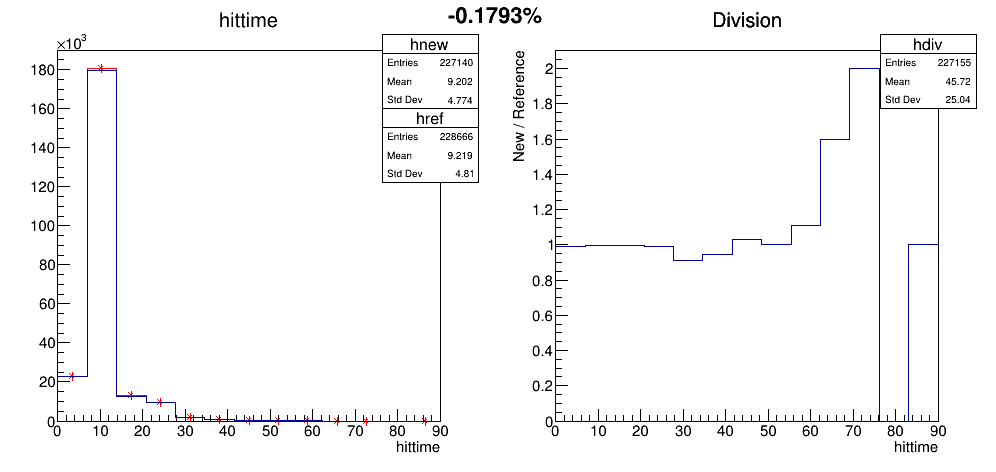 -0.1793%
hittime
×10³
hnew
Entries 227140
Mean 9.202
Std Dev 4.774
href
Entries 228666
Mean 9.219
Std Dev 4.81
180
160
140
120
100
80
60
40
20
0
0 10 20 30 40 50 60 70 80 90
hittime
Division
hdiv
Entries 227155
Mean 45.72
Std Dev 25.04
New / Reference
2
1.8
1.6
1.4
1.2
1
0.8
0.6
0.4
0.2
0
0 10 20 30 40 50 60 70 80 90
hittime